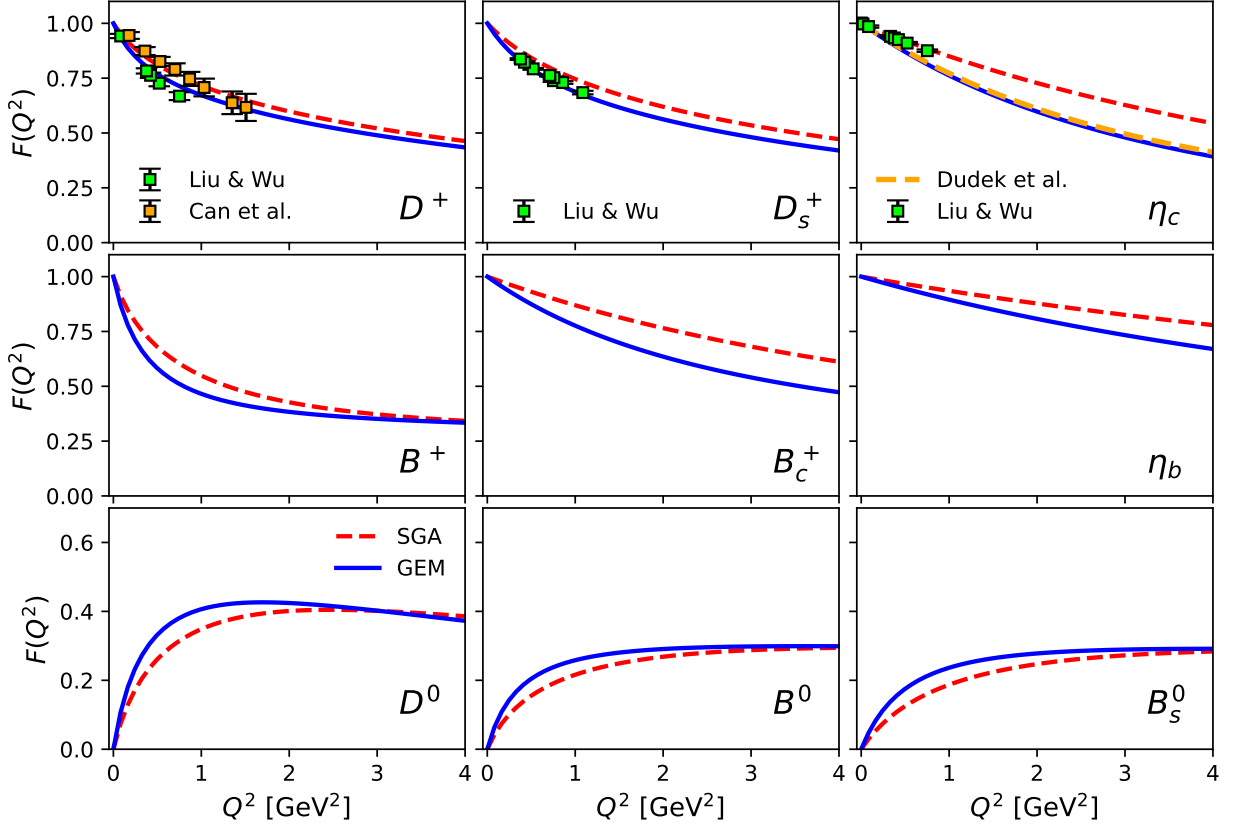 1.00
0.75
0.50
0.25
0.00
F(Q²)
Liu & Wu
Can et al.
D⁺
Liu & Wu
D_s⁺
Dudek et al.
Liu & Wu
η_c
1.00
0.75
0.50
0.25
0.00
F(Q²)
B⁺
B_c⁺
η_b
0.6
0.4
0.2
0.0
F(Q²)
SGA
GEM
D⁰
B⁰
B_s⁰
0 1 2 3 4
0 1 2 3 4
0 1 2 3 4
Q² [GeV²]
Q² [GeV²]
Q² [GeV²]